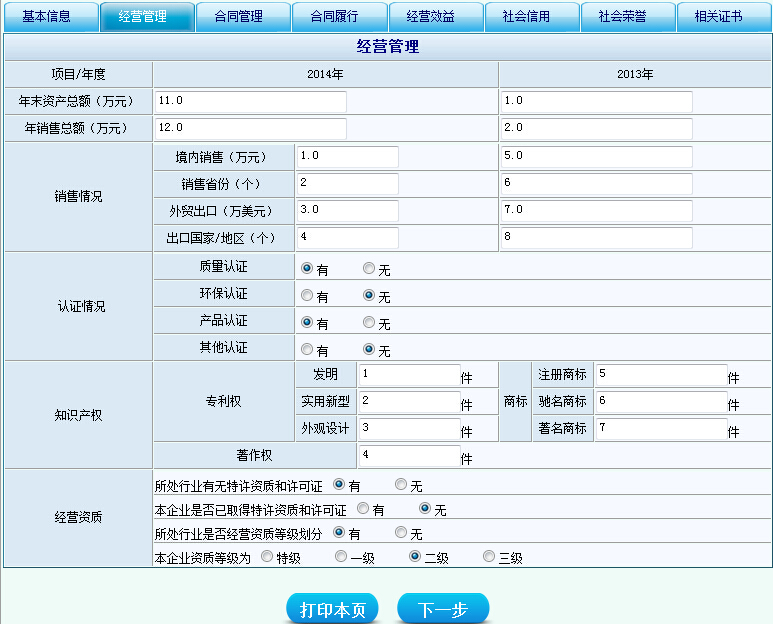 基本信息 经营管理 合同管理 合同履行 经营效益 社会信用 社会荣誉 相关证书
经营管理
项目/年度 2014年 2013年
年末资产总额（万元） 11.0 1.0
年销售总额（万元） 12.0 2.0
销售情况
境内销售（万元） 1.0 5.0
销售省份（个） 2 6
外贸出口（万美元） 3.0 7.0
出口国家/地区（个） 4 8
认证情况
质量认证 有 无
环保认证 有 无
产品认证 有 无
其他认证 有 无
知识产权
专利权
发明 1 件
实用新型 2 件
外观设计 3 件
商标
注册商标 5 件
驰名商标 6 件
著名商标 7 件
著作权 4 件
经营资质
所处行业有无特许资质和许可证 有 无
本企业是否已取得特许资质和许可证 有 无
所处行业是否经营资质等级划分 有 无
本企业资质等级为 特级 一级 二级 三级
打印本页 下一步